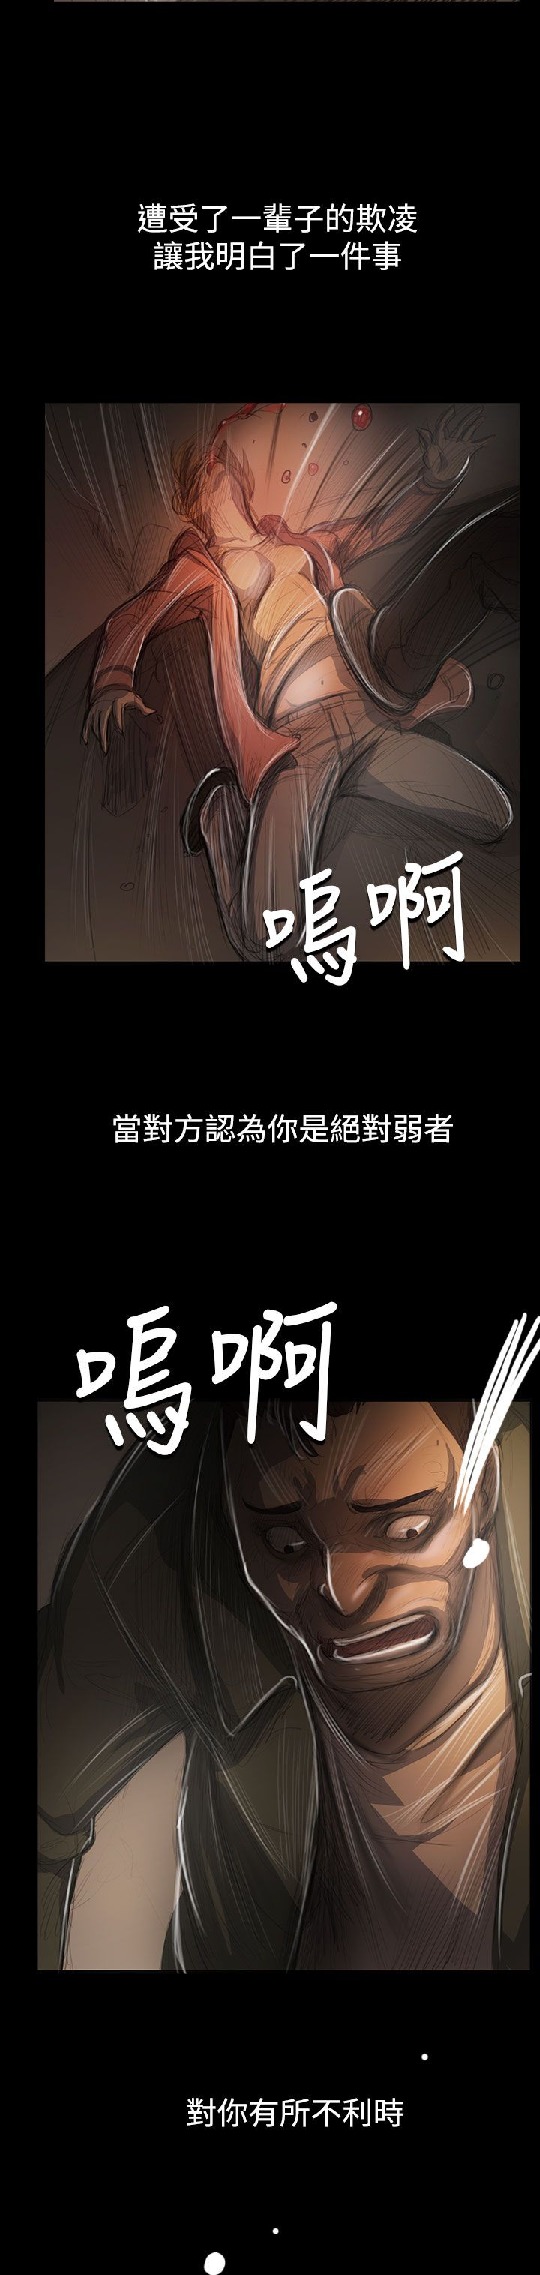 遭受了一輩子的欺凌
讓我明白了一件事
嗚啊
當對方認為你是絕對弱者
嗚啊
對你有所不利時